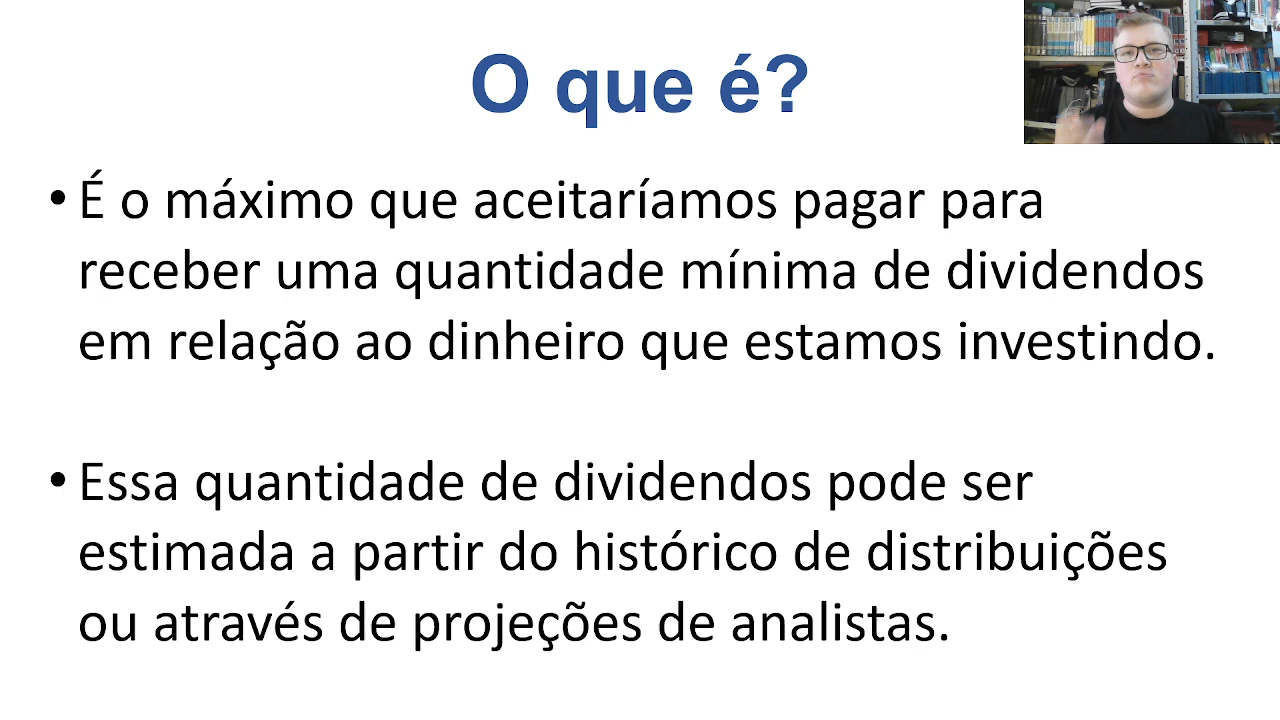 O que é?
• É o máximo que aceitaríamos pagar para
receber uma quantidade mínima de dividendos
em relação ao dinheiro que estamos investindo.
• Essa quantidade de dividendos pode ser
estimada a partir do histórico de distribuições
ou através de projeções de analistas.